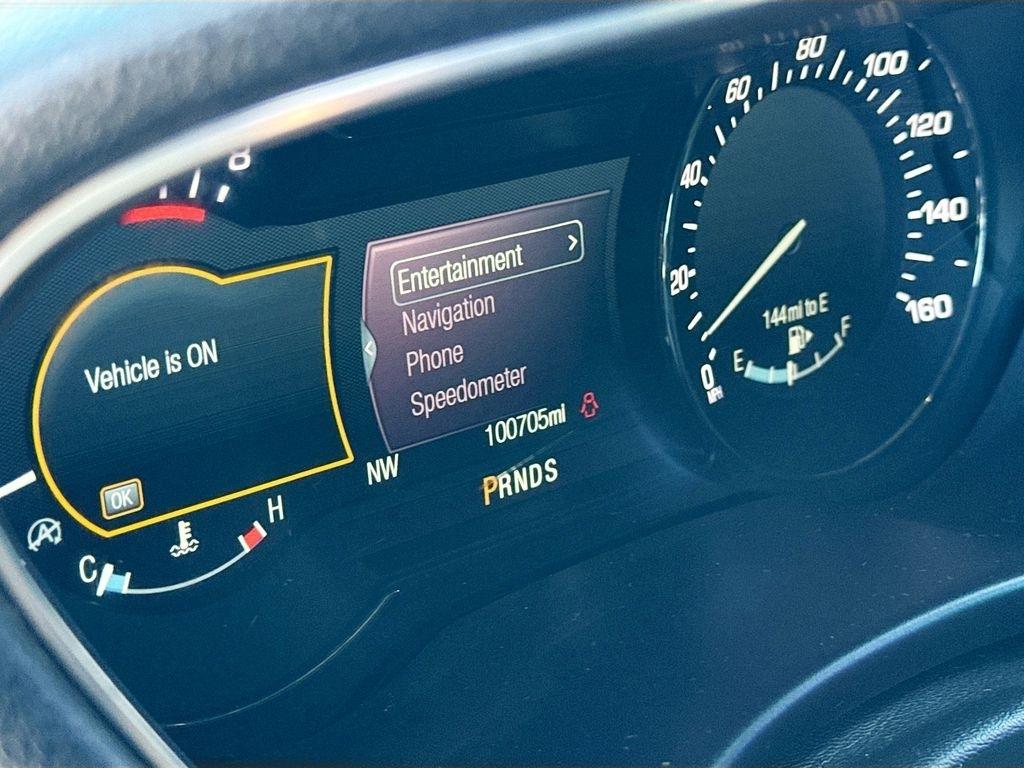 8
Vehicle is ON
OK
A
C
H
Entertainment >
Navigation
Phone
Speedometer
100705mi
NW
PRNDS
0
20
40
60
80
100
120
140
160
MPH
144mi to E
E
F